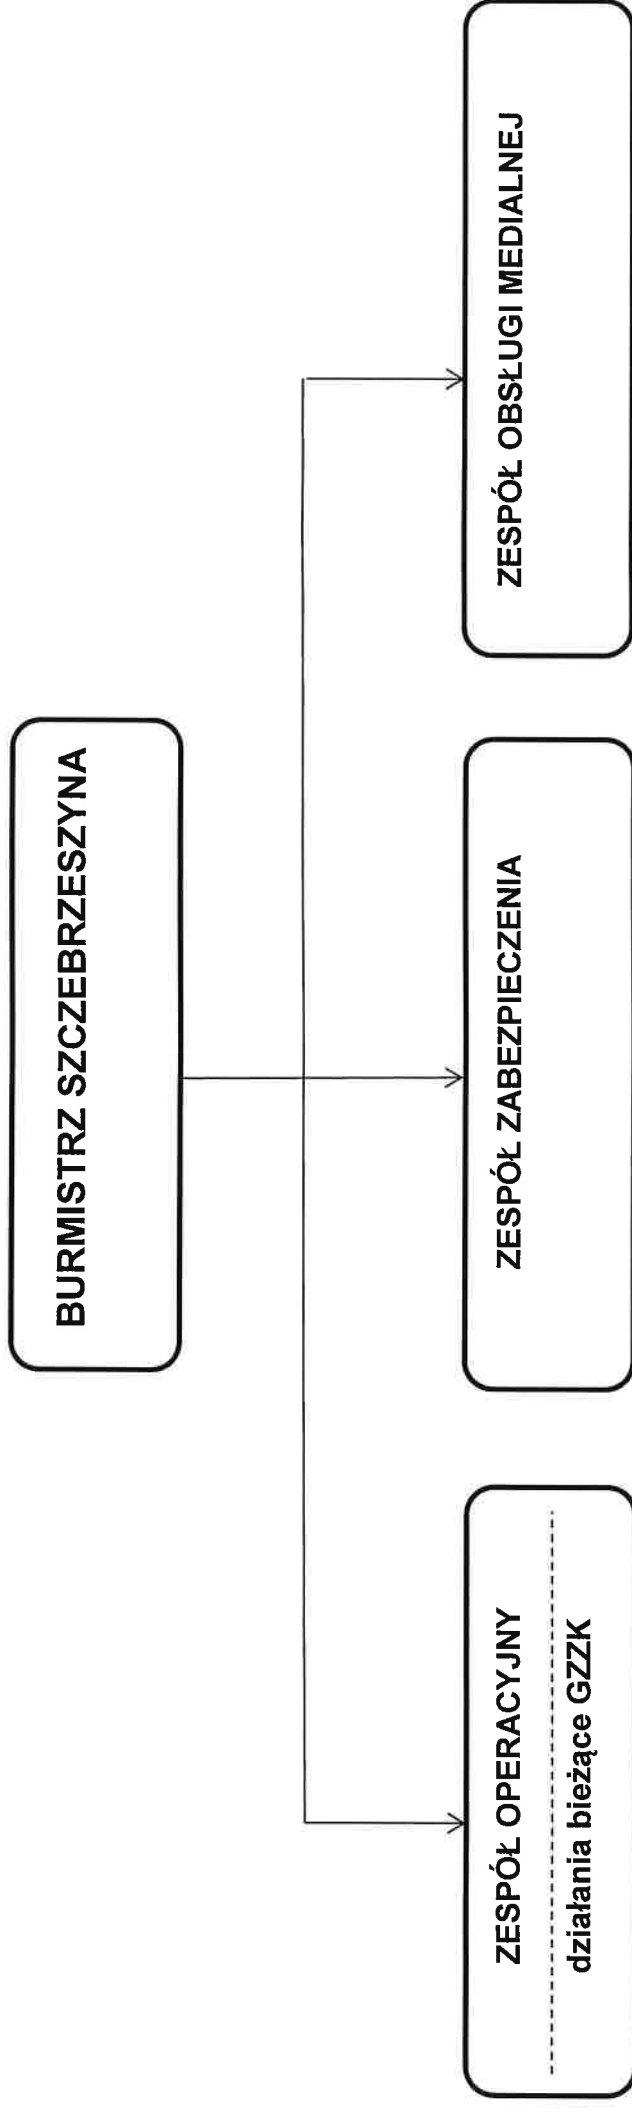 BURMISTRZ SZCZEBRZESZYNA
ZESPÓŁ OPERACYJNY
działania bieżące GZZK
ZESPÓŁ ZABEZPIECZENIA
ZESPÓŁ OBSŁUGI MEDIALNEJ